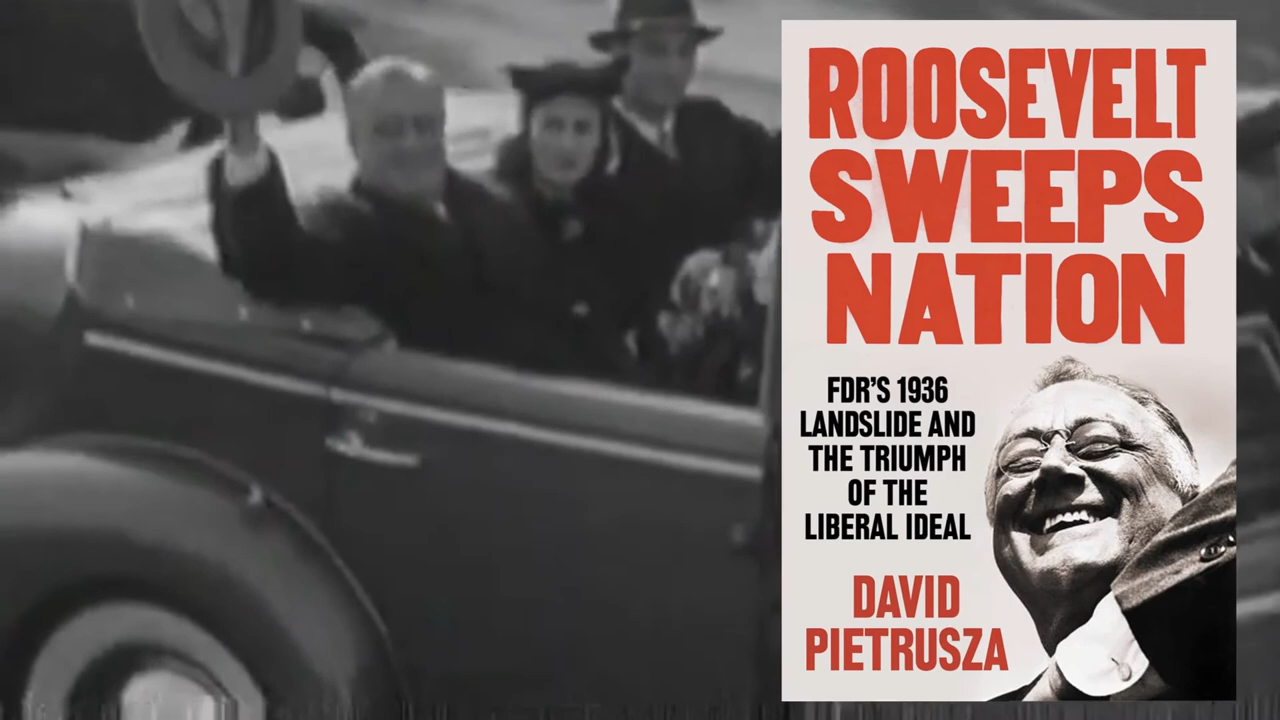 ROOSEVELT
SWEEPS
NATION
FDR'S 1936
LANDSLIDE AND
THE TRIUMPH
OF THE
LIBERAL IDEAL
DAVID
PIETRUSZA